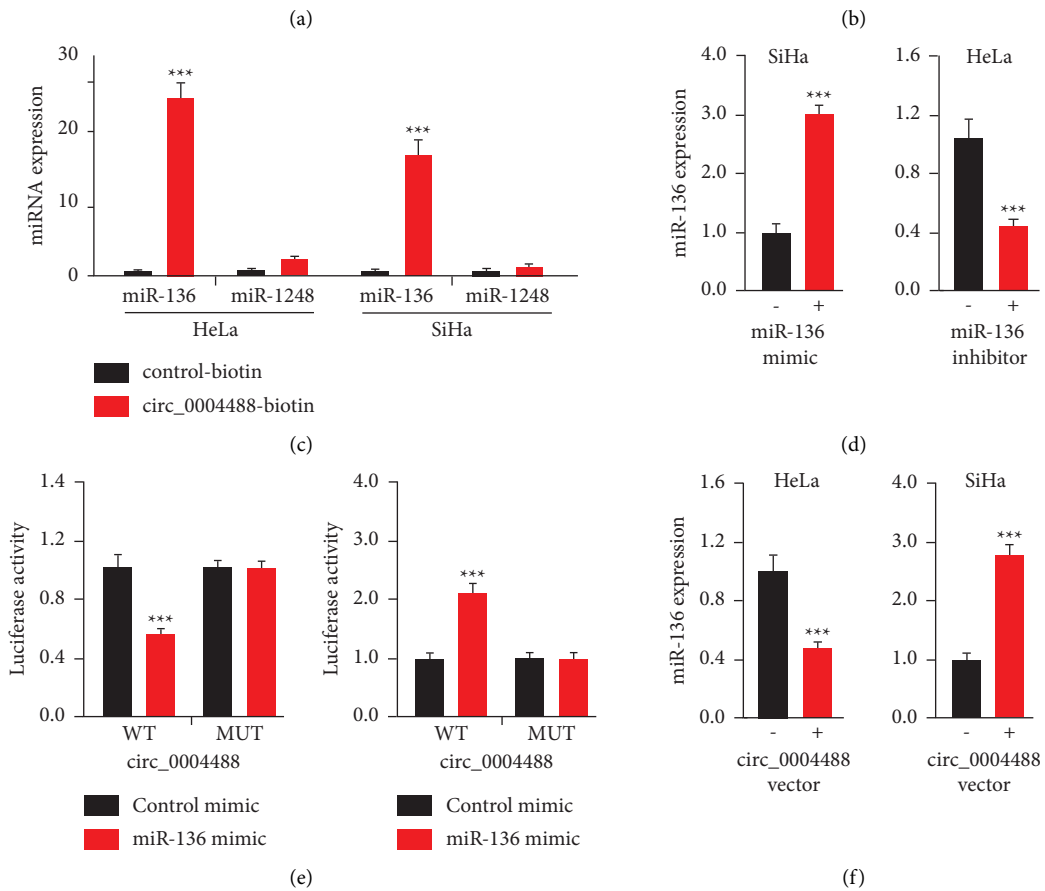 (a)
30
20
10
0
miRNA expression
***
***
miR-136
miR-1248
miR-136
miR-1248
HeLa
SiHa
control-biotin
circ_0004488-biotin
(c)
(b)
SiHa
4.0
3.0
2.0
1.0
0.0
miR-136 expression
***
- +
miR-136
mimic
HeLa
1.6
1.2
0.8
0.4
0.0
***
- +
miR-136
inhibitor
(d)
1.4
1.2
0.8
0.4
0.0
Luciferase activity
***
WT
MUT
circ_0004488
Control mimic
miR-136 mimic
4.0
3.0
2.0
1.0
0.0
Luciferase activity
***
WT
MUT
circ_0004488
Control mimic
miR-136 mimic
(e)
HeLa
1.6
1.2
0.8
0.4
0.0
miR-136 expression
***
- +
circ_0004488
vector
SiHa
4.0
3.0
2.0
1.0
0.0
***
- +
circ_0004488
vector
(f)